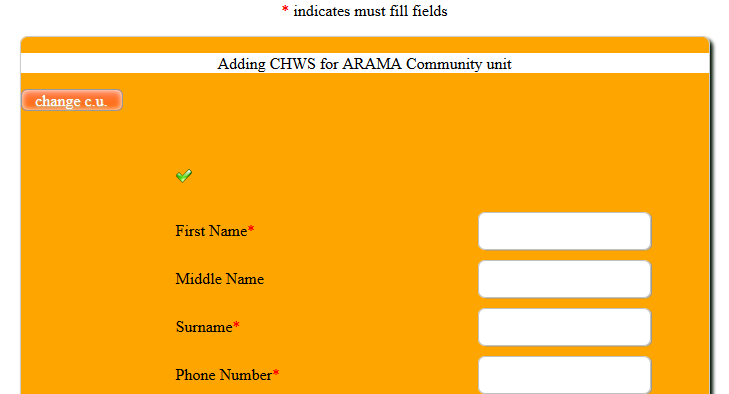 * indicates must fill fields
Adding CHWS for ARAMA Community unit
change c.u.
First Name*
Middle Name
Surname*
Phone Number*